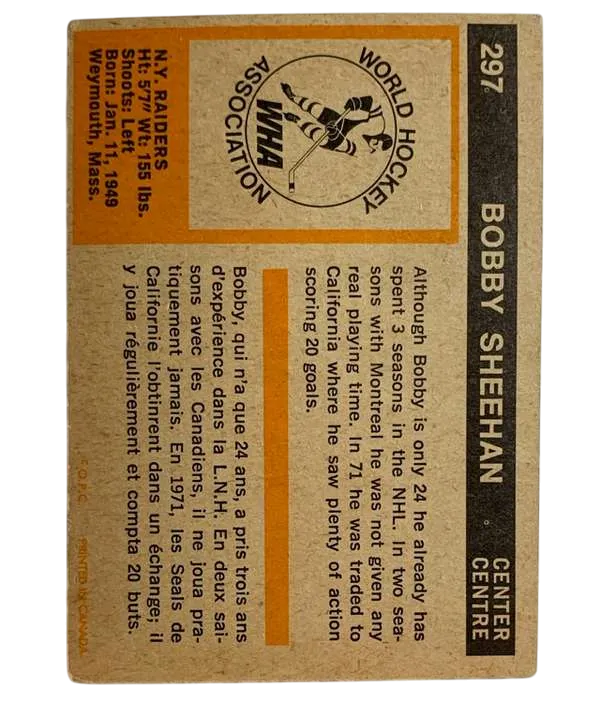 297 BOBBY SHEEHAN CENTER
CENTRE
WORLD HOCKEY
ASSOCIATION
WHA
N.Y. RAIDERS
Ht: 5'7" Wt: 155 lbs.
Shoots: Left
Born: Jan. 11, 1949
Weymouth, Mass.
Although Bobby is only 24 he already has
spent 3 seasons in the NHL. In two sea-
sons with Montreal he was not given any
real playing time. In 71 he was traded to
California where he saw plenty of action
scoring 20 goals.
Bobby, qui n'a que 24 ans, a pris trois ans
d'expérience dans la L.N.H. En deux sai-
sons avec les Canadiens, il ne joua pra-
tiquement jamais. En 1971, les Seals de
Californie l'obtinrent dans un échange; il
y joua régulièrement et compta 20 buts.
© O.P.C. PRINTED IN CANADA